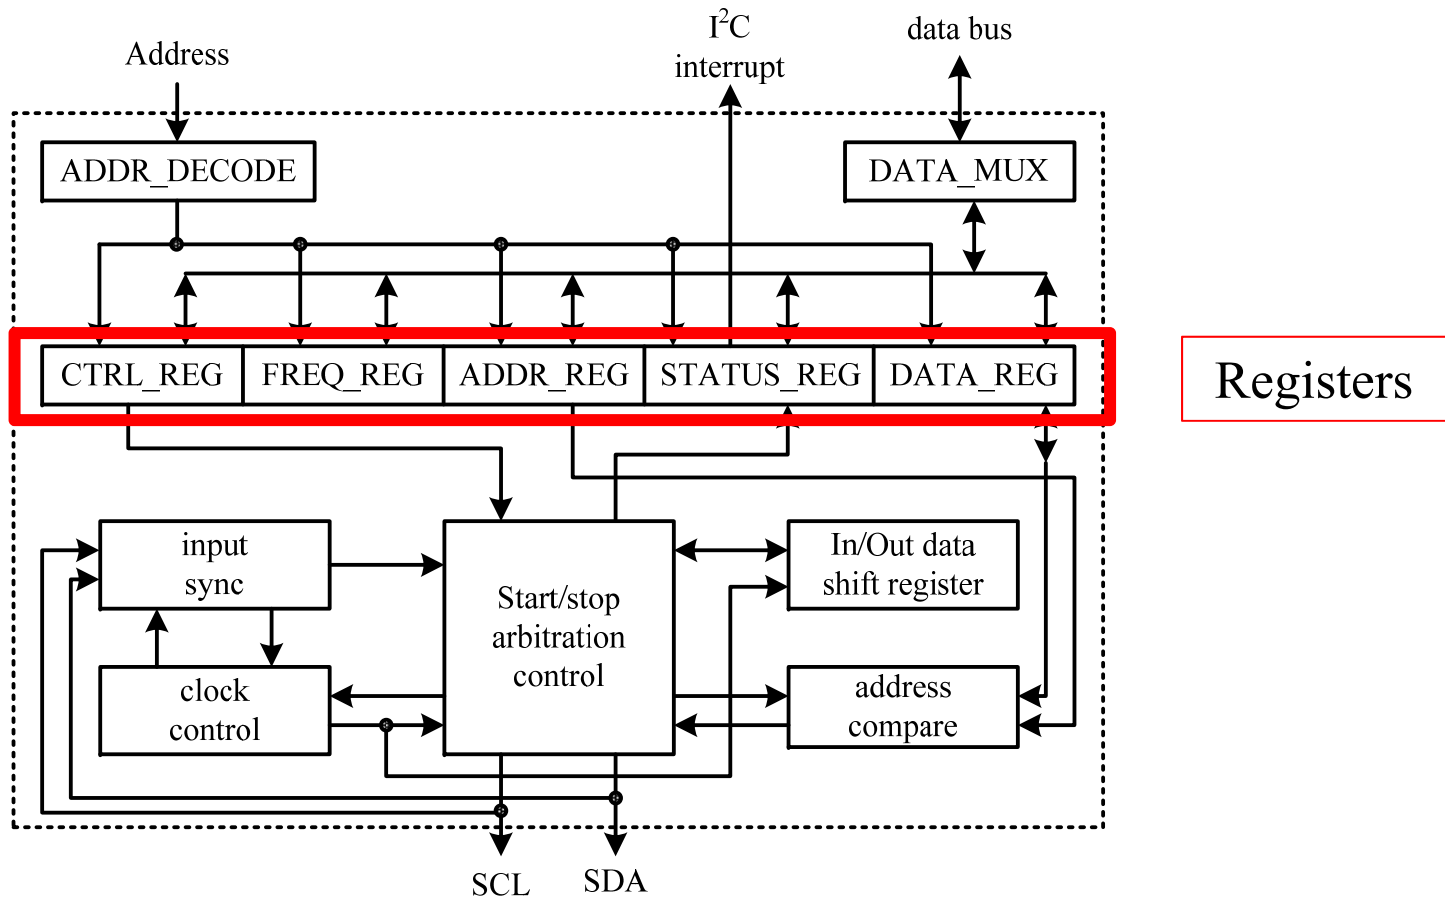 I²C
data bus
Address
interrupt
ADDR_DECODE
DATA_MUX
CTRL_REG
FREQ_REG
ADDR_REG
STATUS_REG
DATA_REG
Registers
input
sync
Start/stop
arbitration
control
In/Out data
shift register
clock
control
address
compare
SCL
SDA